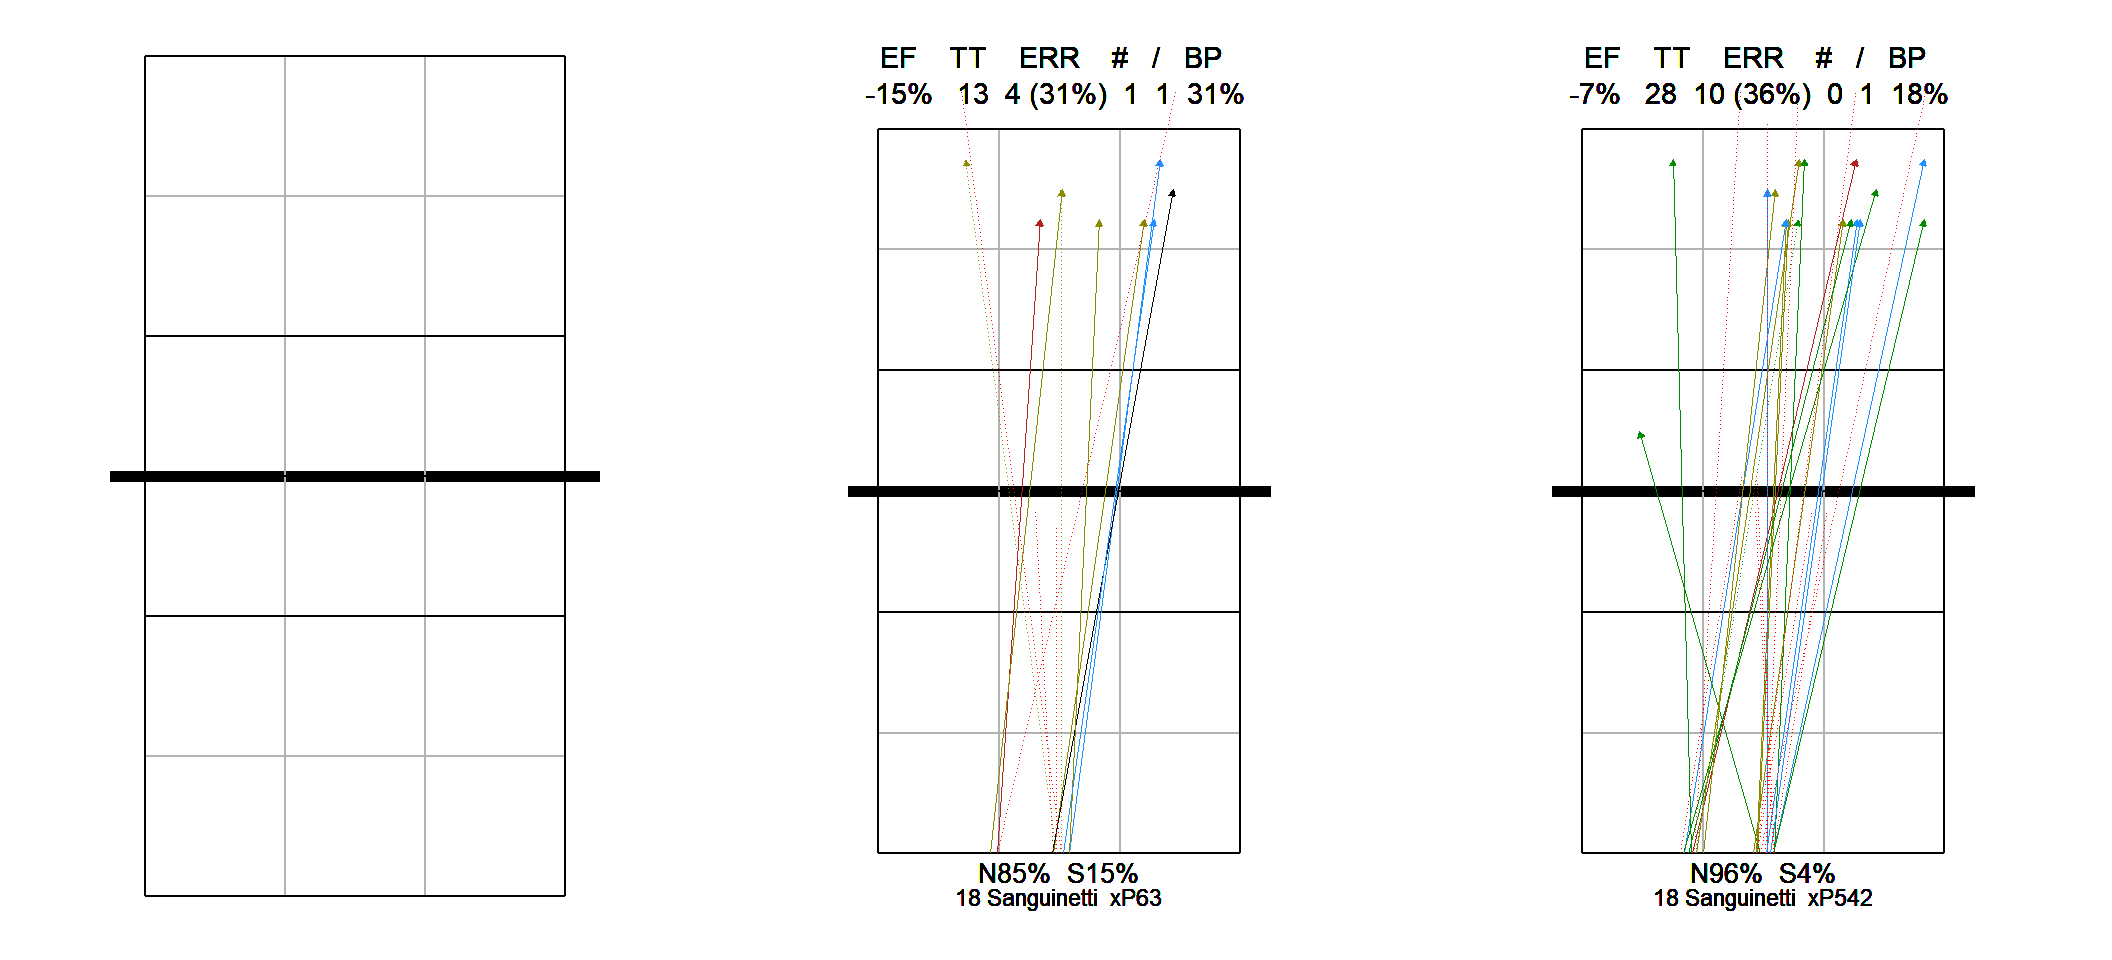 EF TT ERR # / BP
-15% 13 4 (31%) 1 1 31%
N85% S15%
18 Sanguinetti xP63
EF TT ERR # / BP
-7% 28 10 (36%) 0 1 18%
N96% S4%
18 Sanguinetti xP542